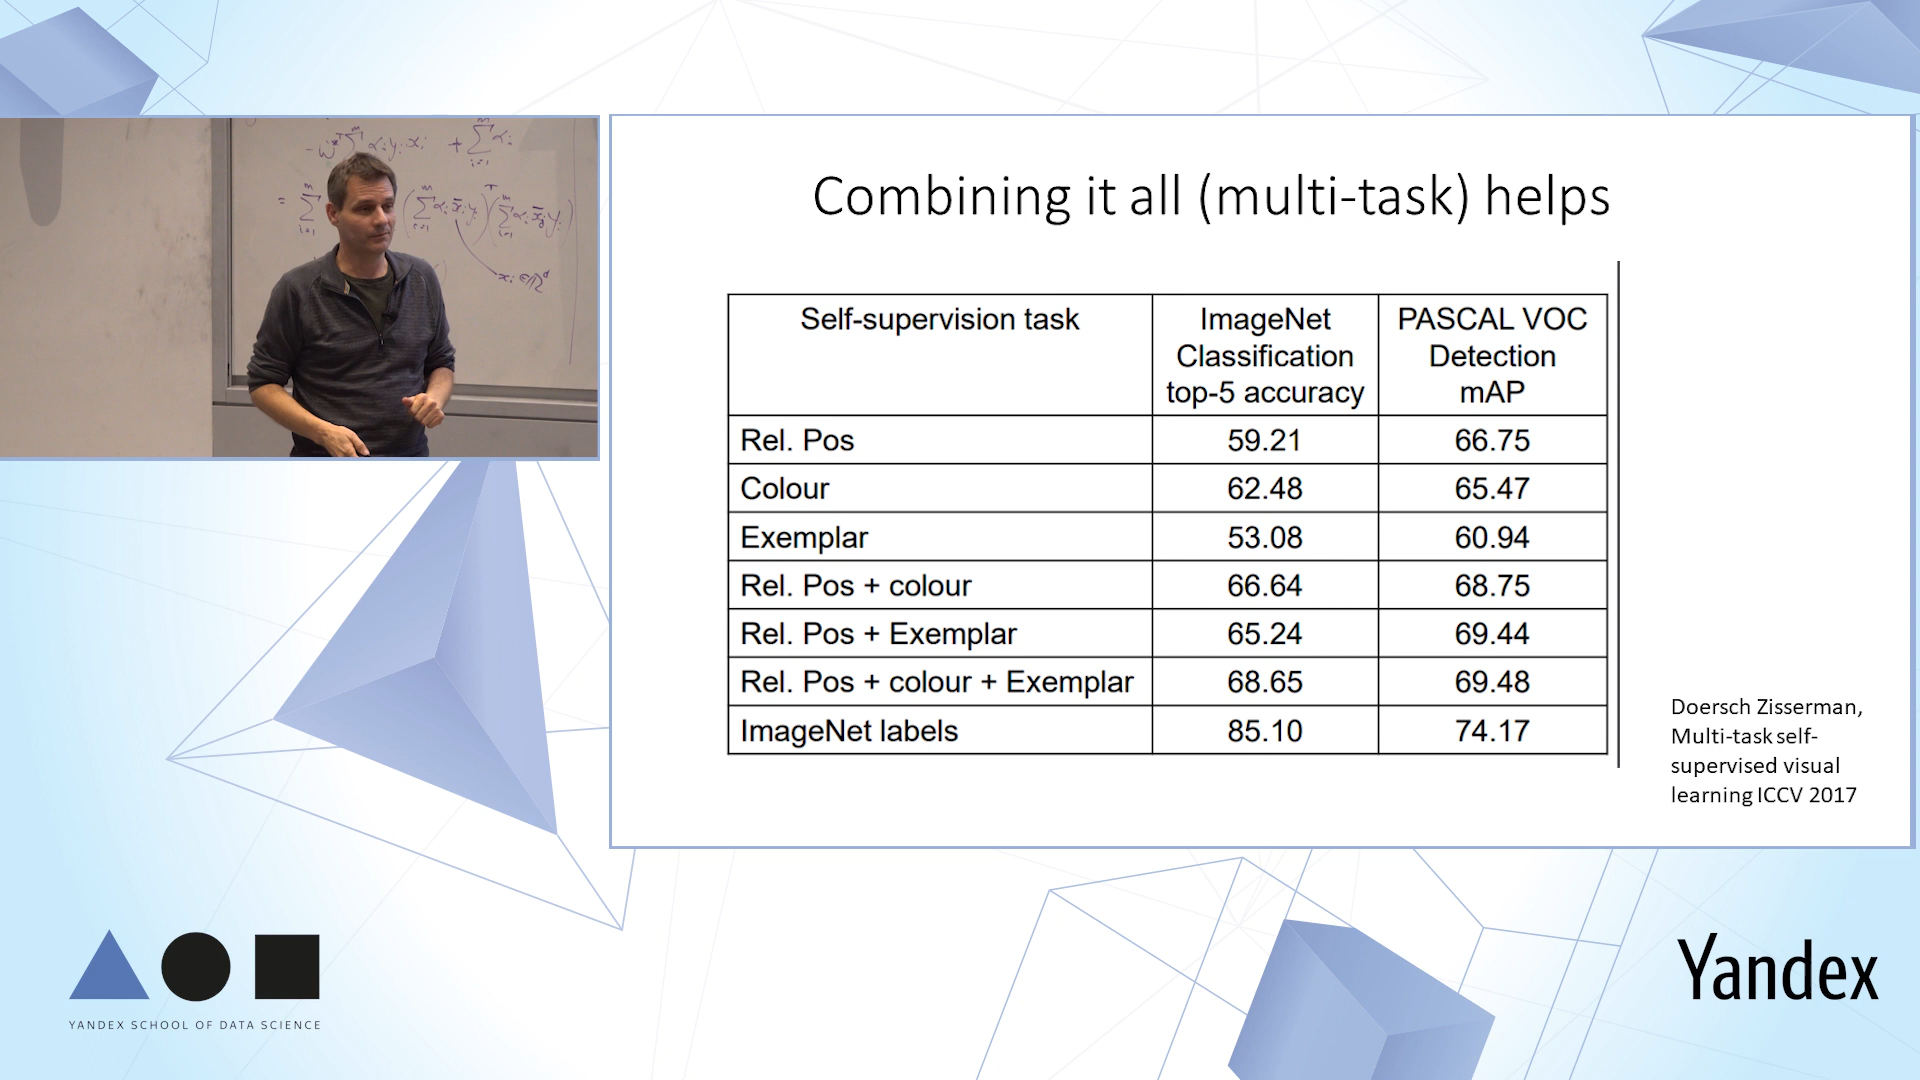 Combining it all (multi-task) helps
Self-supervision task
ImageNet
Classification
top-5 accuracy
PASCAL VOC
Detection
mAP
Rel. Pos 59.21 66.75
Colour 62.48 65.47
Exemplar 53.08 60.94
Rel. Pos + colour 66.64 68.75
Rel. Pos + Exemplar 65.24 69.44
Rel. Pos + colour + Exemplar 68.65 69.48
ImageNet labels 85.10 74.17
Doersch Zisserman,
Multi-task self-
supervised visual
learning ICCV 2017
YANDEX SCHOOL OF DATA SCIENCE
Yandex